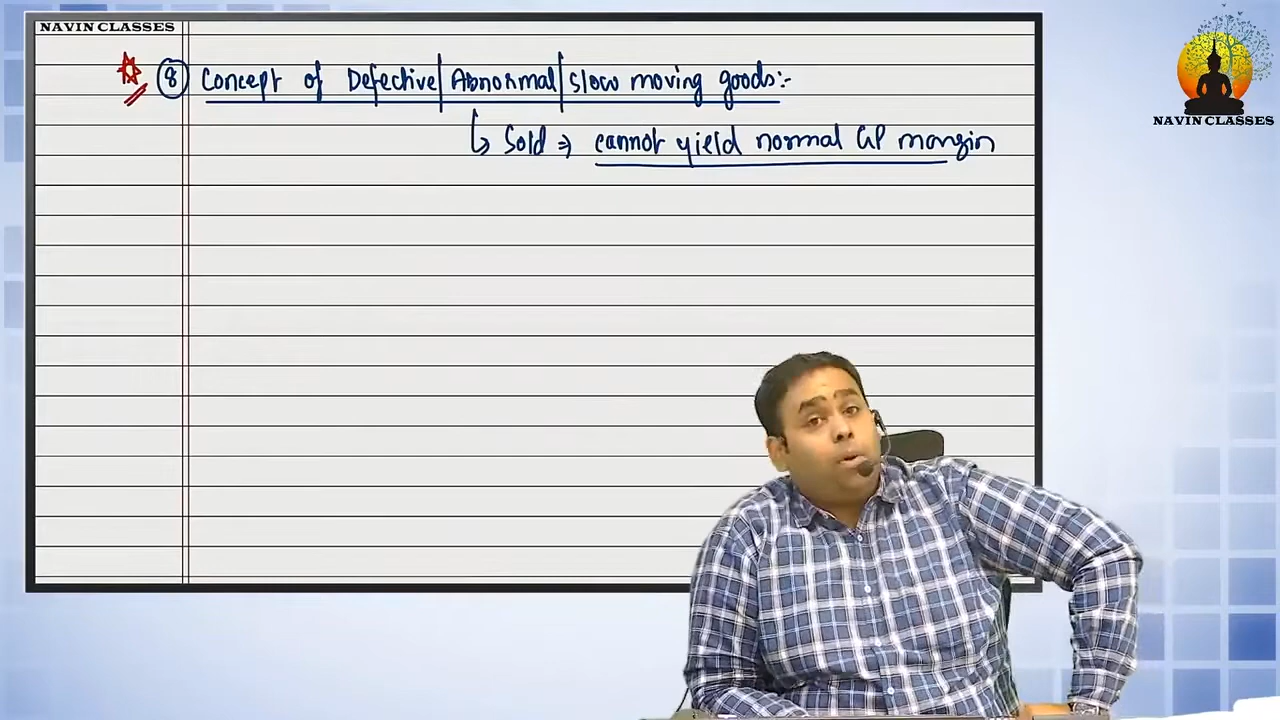 NAVIN CLASSES
⑧ Concept of Defective/Abnormal/slow moving goods:-
↳ Sold ⇒ cannot yield normal GP margin
NAVIN CLASSES